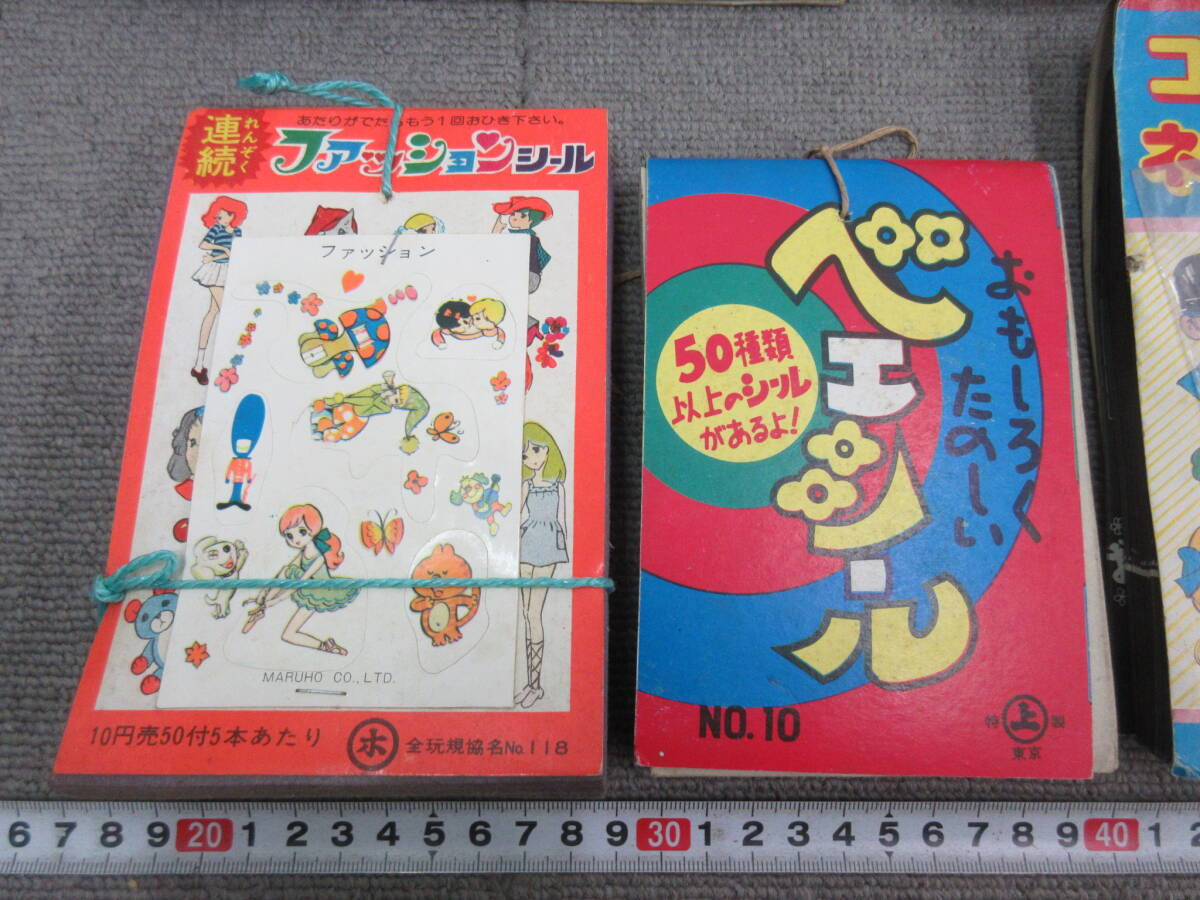 連続
れんぞく
あたりがでたらもう1回おひき下さい。
ファッションシール
ファッション
MARUHO CO., LTD.
10円売50付5本あたり
ホ
全玩規協名No.118
おもしろく
たのしい
ベェシール
50種類
以上のシール
があるよ!
NO.10
特上製
東京
コ
ネ
6 7 8 9 20 1 2 3 4 5 6 7 8 9 30 1 2 3 4 5 6 7 8 9 40 1 2